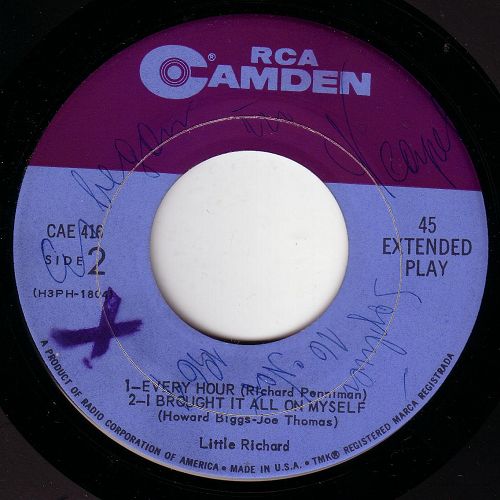 RCA
CAMDEN
CAE 416
SIDE 2
(H3PH-1804)
45
EXTENDED
PLAY
1—EVERY HOUR (Richard Penniman)
2—I BROUGHT IT ALL ON MYSELF
(Howard Biggs-Joe Thomas)
Little Richard
A PRODUCT OF RADIO CORPORATION OF AMERICA • MADE IN U.S.A. • TMK® REGISTERED MARCA REGISTRADA